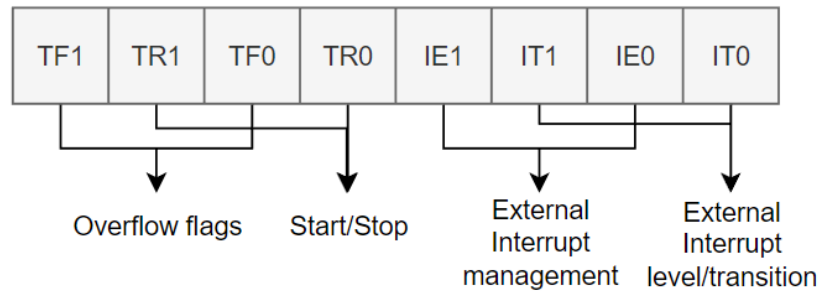 TF1 TR1 TF0 TR0 IE1 IT1 IE0 IT0
Overflow flags
Start/Stop
External
Interrupt
management
External
Interrupt
level/transition